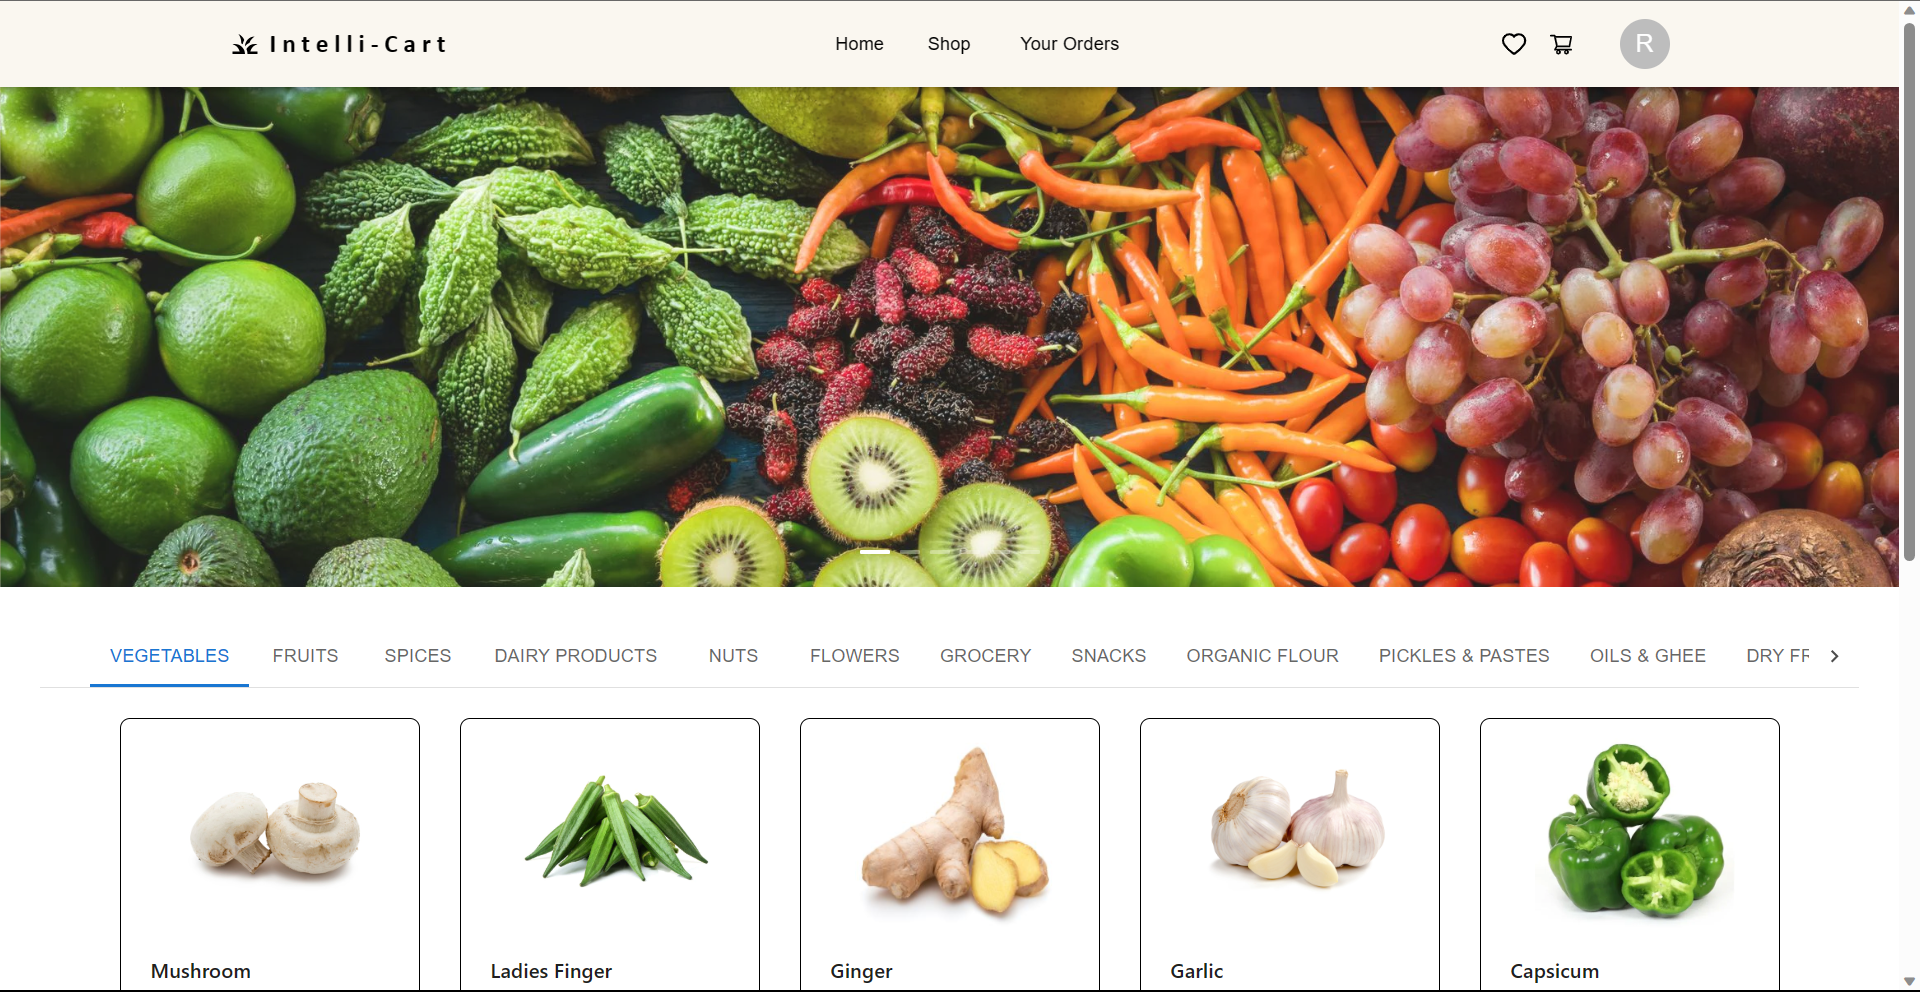 Intelli-Cart
Home Shop Your Orders
R
VEGETABLES FRUITS SPICES DAIRY PRODUCTS NUTS FLOWERS GROCERY SNACKS ORGANIC FLOUR PICKLES & PASTES OILS & GHEE DRY FR
Mushroom Ladies Finger Ginger Garlic Capsicum